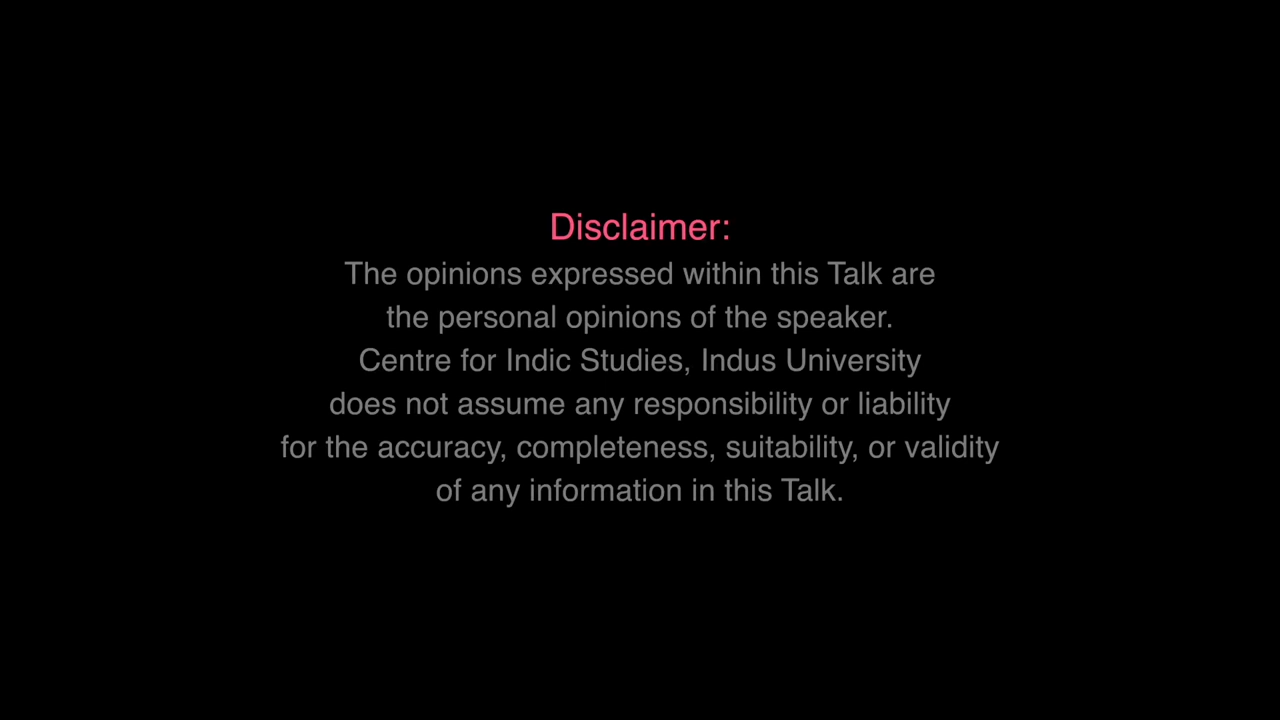 Disclaimer:
The opinions expressed within this Talk are
the personal opinions of the speaker.
Centre for Indic Studies, Indus University
does not assume any responsibility or liability
for the accuracy, completeness, suitability, or validity
of any information in this Talk.